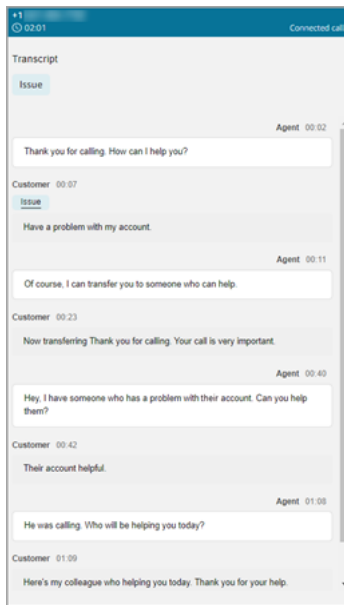 +1
02:01 Connected call
Transcript
Issue
Agent 00:02
Thank you for calling. How can I help you?
Customer 00:07
Issue
Have a problem with my account.
Agent 00:11
Of course, I can transfer you to someone who can help.
Customer 00:23
Now transferring Thank you for calling. Your call is very important.
Agent 00:40
Hey, I have someone who has a problem with their account. Can you help
them?
Customer 00:42
Their account helpful.
Agent 01:08
He was calling. Who will be helping you today?
Customer 01:09
Here's my colleague who helping you today. Thank you for your help.